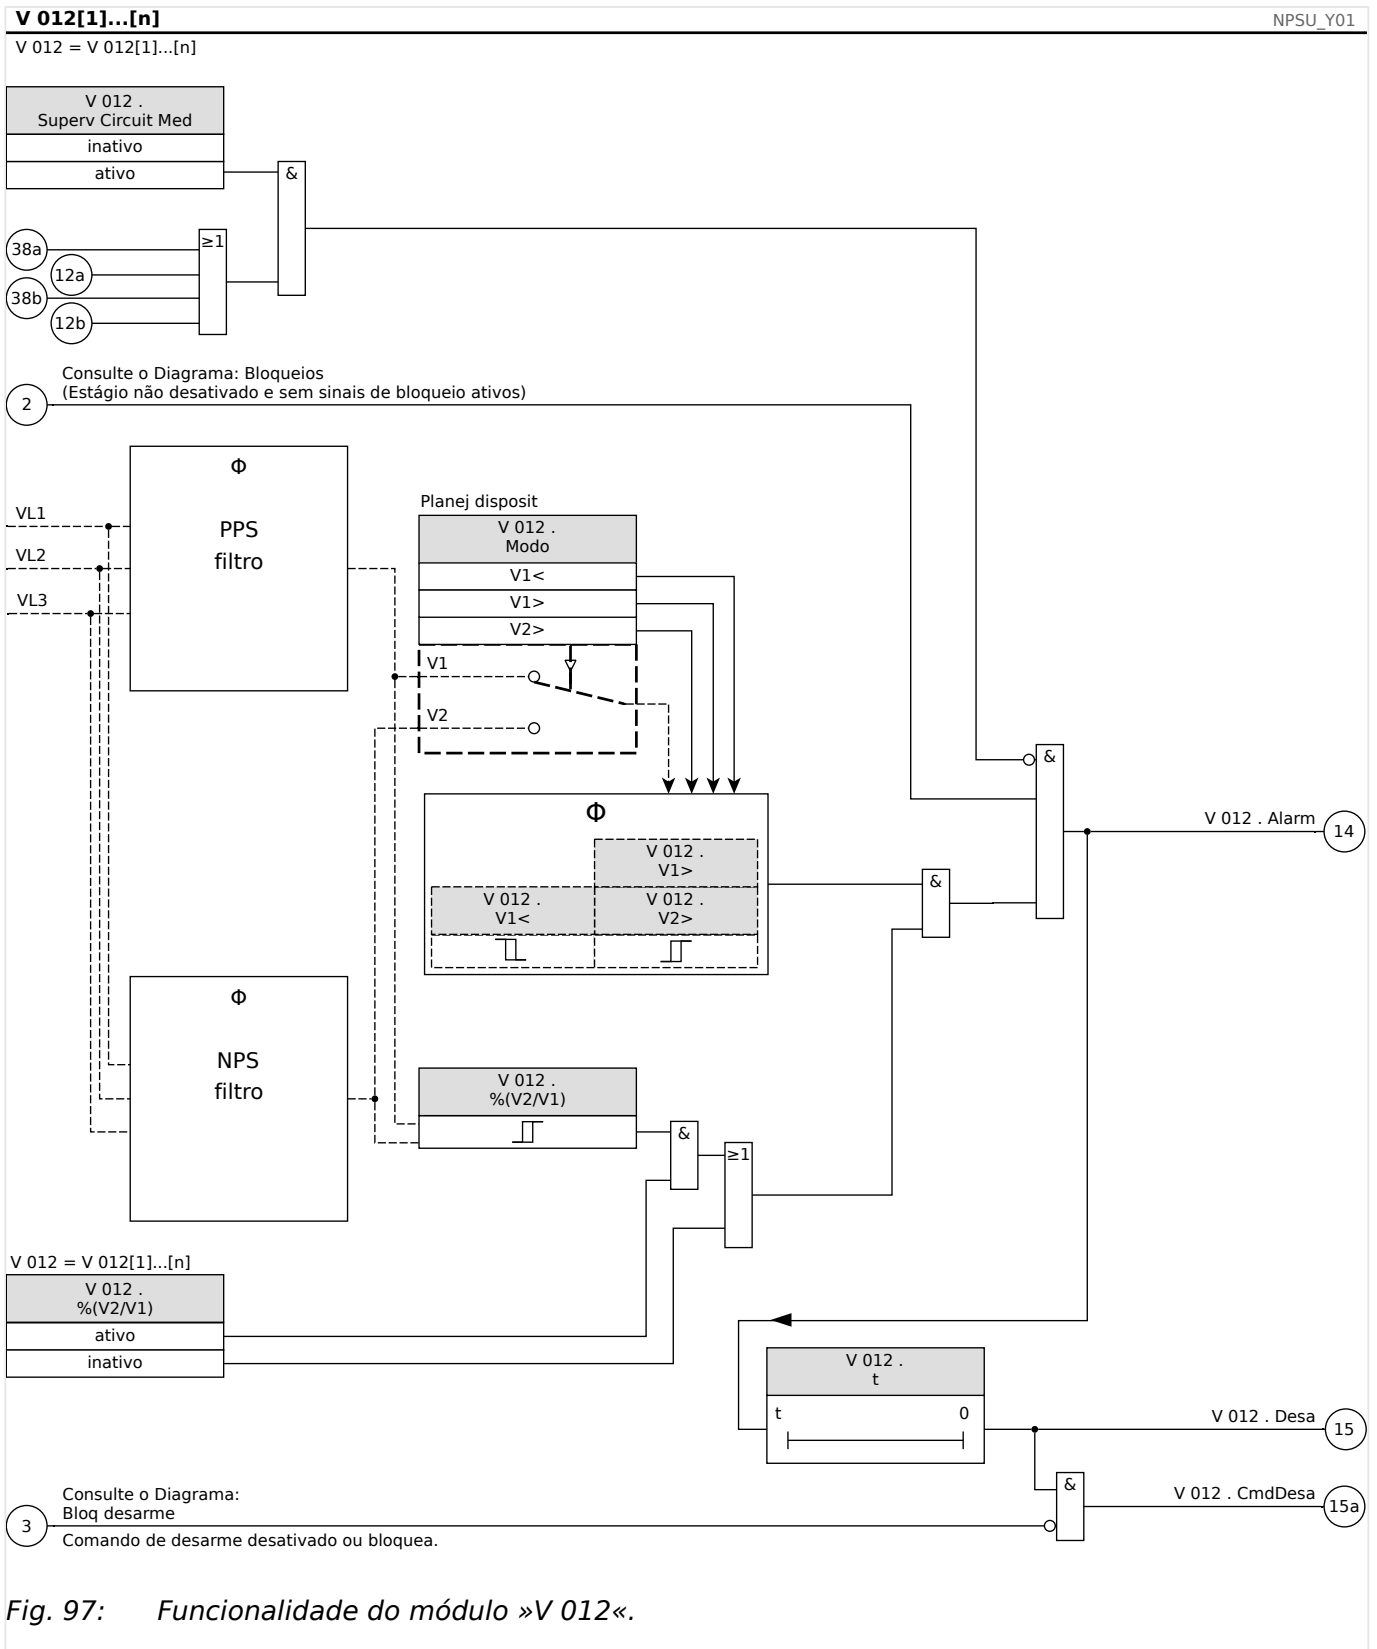 V 012[1]...[n]
NPSU_Y01
V 012 = V 012[1]...[n]
V 012 .
Superv Circuit Med
inativo
ativo
&
38a
≥1
12a
38b
12b
Consulte o Diagrama: Bloqueios
(Estágio não desativado e sem sinais de bloqueio ativos)
2
Φ
PPS
filtro
VL1
VL2
VL3
Planej disposit
V 012 .
Modo
V1<
V1>
V2>
V1
V2
&
Φ
V 012 .
V1>
V 012 .
V1<
V 012 .
V2>
&
V 012 . Alarm
14
Φ
NPS
filtro
V 012 .
%(V2/V1)
&
≥1
V 012 = V 012[1]...[n]
V 012 .
%(V2/V1)
ativo
inativo
V 012 .
t
t
0
V 012 . Desa
15
&
V 012 . CmdDesa
15a
Consulte o Diagrama:
Bloq desarme
3
Comando de desarme desativado ou bloquea.
Fig. 97: Funcionalidade do módulo »V 012«.